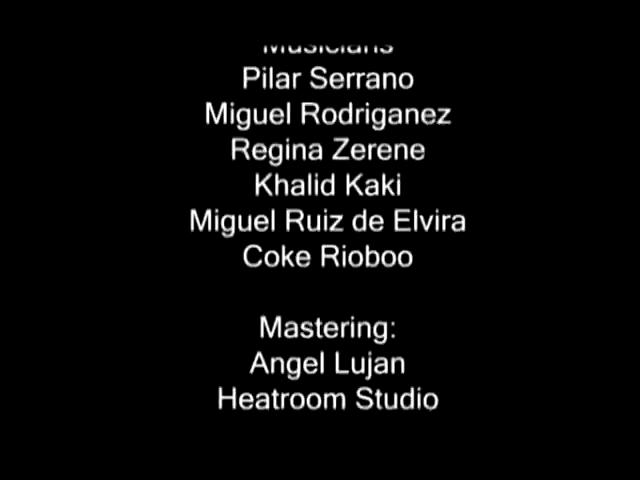 Musicians
Pilar Serrano
Miguel Rodriganez
Regina Zerene
Khalid Kaki
Miguel Ruiz de Elvira
Coke Rioboo
Mastering:
Angel Lujan
Heatroom Studio